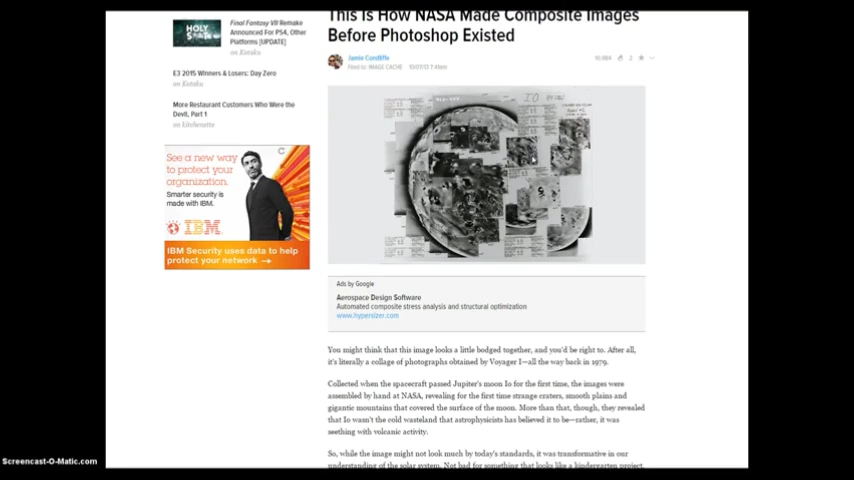 This Is How NASA Made Composite Images
Before Photoshop Existed
HOLY
Final Fantasy VII Remake
Announced For PS4, Other
Platforms [UPDATE]
on Kotaku
E3 2015 Winners & Losers: Day Zero
on Kotaku
More Restaurant Customers Who Were the
Devil, Part 1
on kitchenette
See a new way
to protect your
organization.
Smarter security is
made with IBM.
IBM
IBM Security uses data to help
protect your network →
Jamie Condliffe
Filed to: IMAGE CACHE
IO
Ads by Google
Aerospace Design Software
Automated composite stress analysis and structural optimization
www.hypersizer.com
You might think that this image looks a little bodged together, and you'd be right to. After all,
it's literally a collage of photographs obtained by Voyager I—all the way back in 1979.
Collected when the spacecraft passed Jupiter's moon Io for the first time, the images were
assembled by hand at NASA, revealing for the first time strange craters, smooth plains and
gigantic mountains that covered the surface of the moon. More than that, though, they revealed
that Io wasn't the cold wasteland that astrophysicists has believed it to be—rather, it was
seething with volcanic activity.
So, while the image might not look much by today's standards, it was transformative in our
understanding of the solar system. Not bad for something that looks like a kindergarten project.
Screencast-O-Matic.com